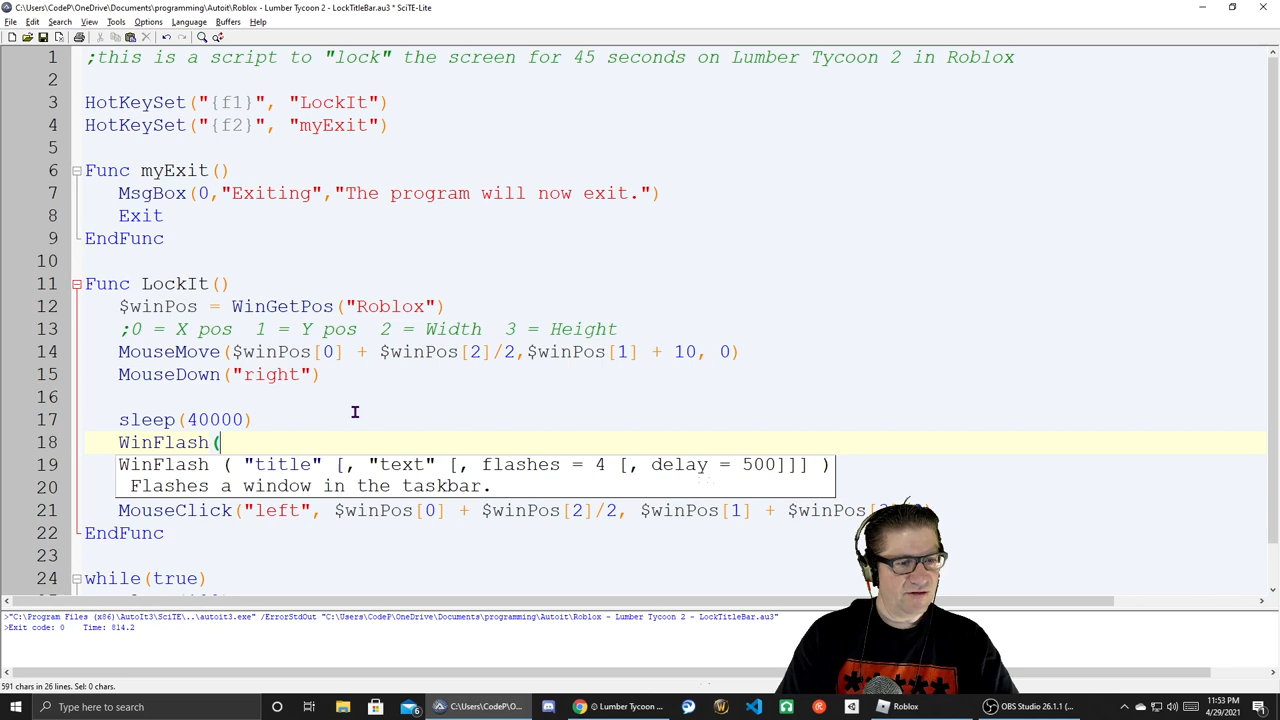 C:\Users\CodeP\OneDrive\Documents\programming\Autoit\Roblox - Lumber Tycoon 2 - LockTitleBar.au3 * SciTE-Lite
File Edit Search View Tools Options Language Buffers Help
1 ;this is a script to "lock" the screen for 45 seconds on Lumber Tycoon 2 in Roblox
2
3 HotKeySet("{f1}", "LockIt")
4 HotKeySet("{f2}", "myExit")
5
6 Func myExit()
7 MsgBox(0,"Exiting","The program will now exit.")
8 Exit
9 EndFunc
10
11 Func LockIt()
12 $winPos = WinGetPos("Roblox")
13 ;0 = X pos 1 = Y pos 2 = Width 3 = Height
14 MouseMove($winPos[0] + $winPos[2]/2,$winPos[1] + 10, 0)
15 MouseDown("right")
16
17 sleep(40000)
18 WinFlash(
19 WinFlash ( "title" [, "text" [, flashes = 4 [, delay = 500]]] )
20 Flashes a window in the taskbar.
21 MouseClick("left", $winPos[0] + $winPos[2]/2, $winPos[1] + $winPos
22 EndFunc
23
24 while(true)
>"C:\Program Files (x86)\AutoIt3\SciTE\..\autoit3.exe" /ErrorStdOut "C:\Users\CodeP\OneDrive\Documents\programming\Autoit\Roblox - Lumber Tycoon 2 - LockTitleBar.au3"
>Exit code: 0 Time: 814.2
591 chars in 26 lines. Sel: 0 chars.
Type here to search
C:\Users\CodeP\O...
Lumber Tycoon ...
Roblox
OBS Studio 26.1.1 (...
11:53 PM
4/29/2021